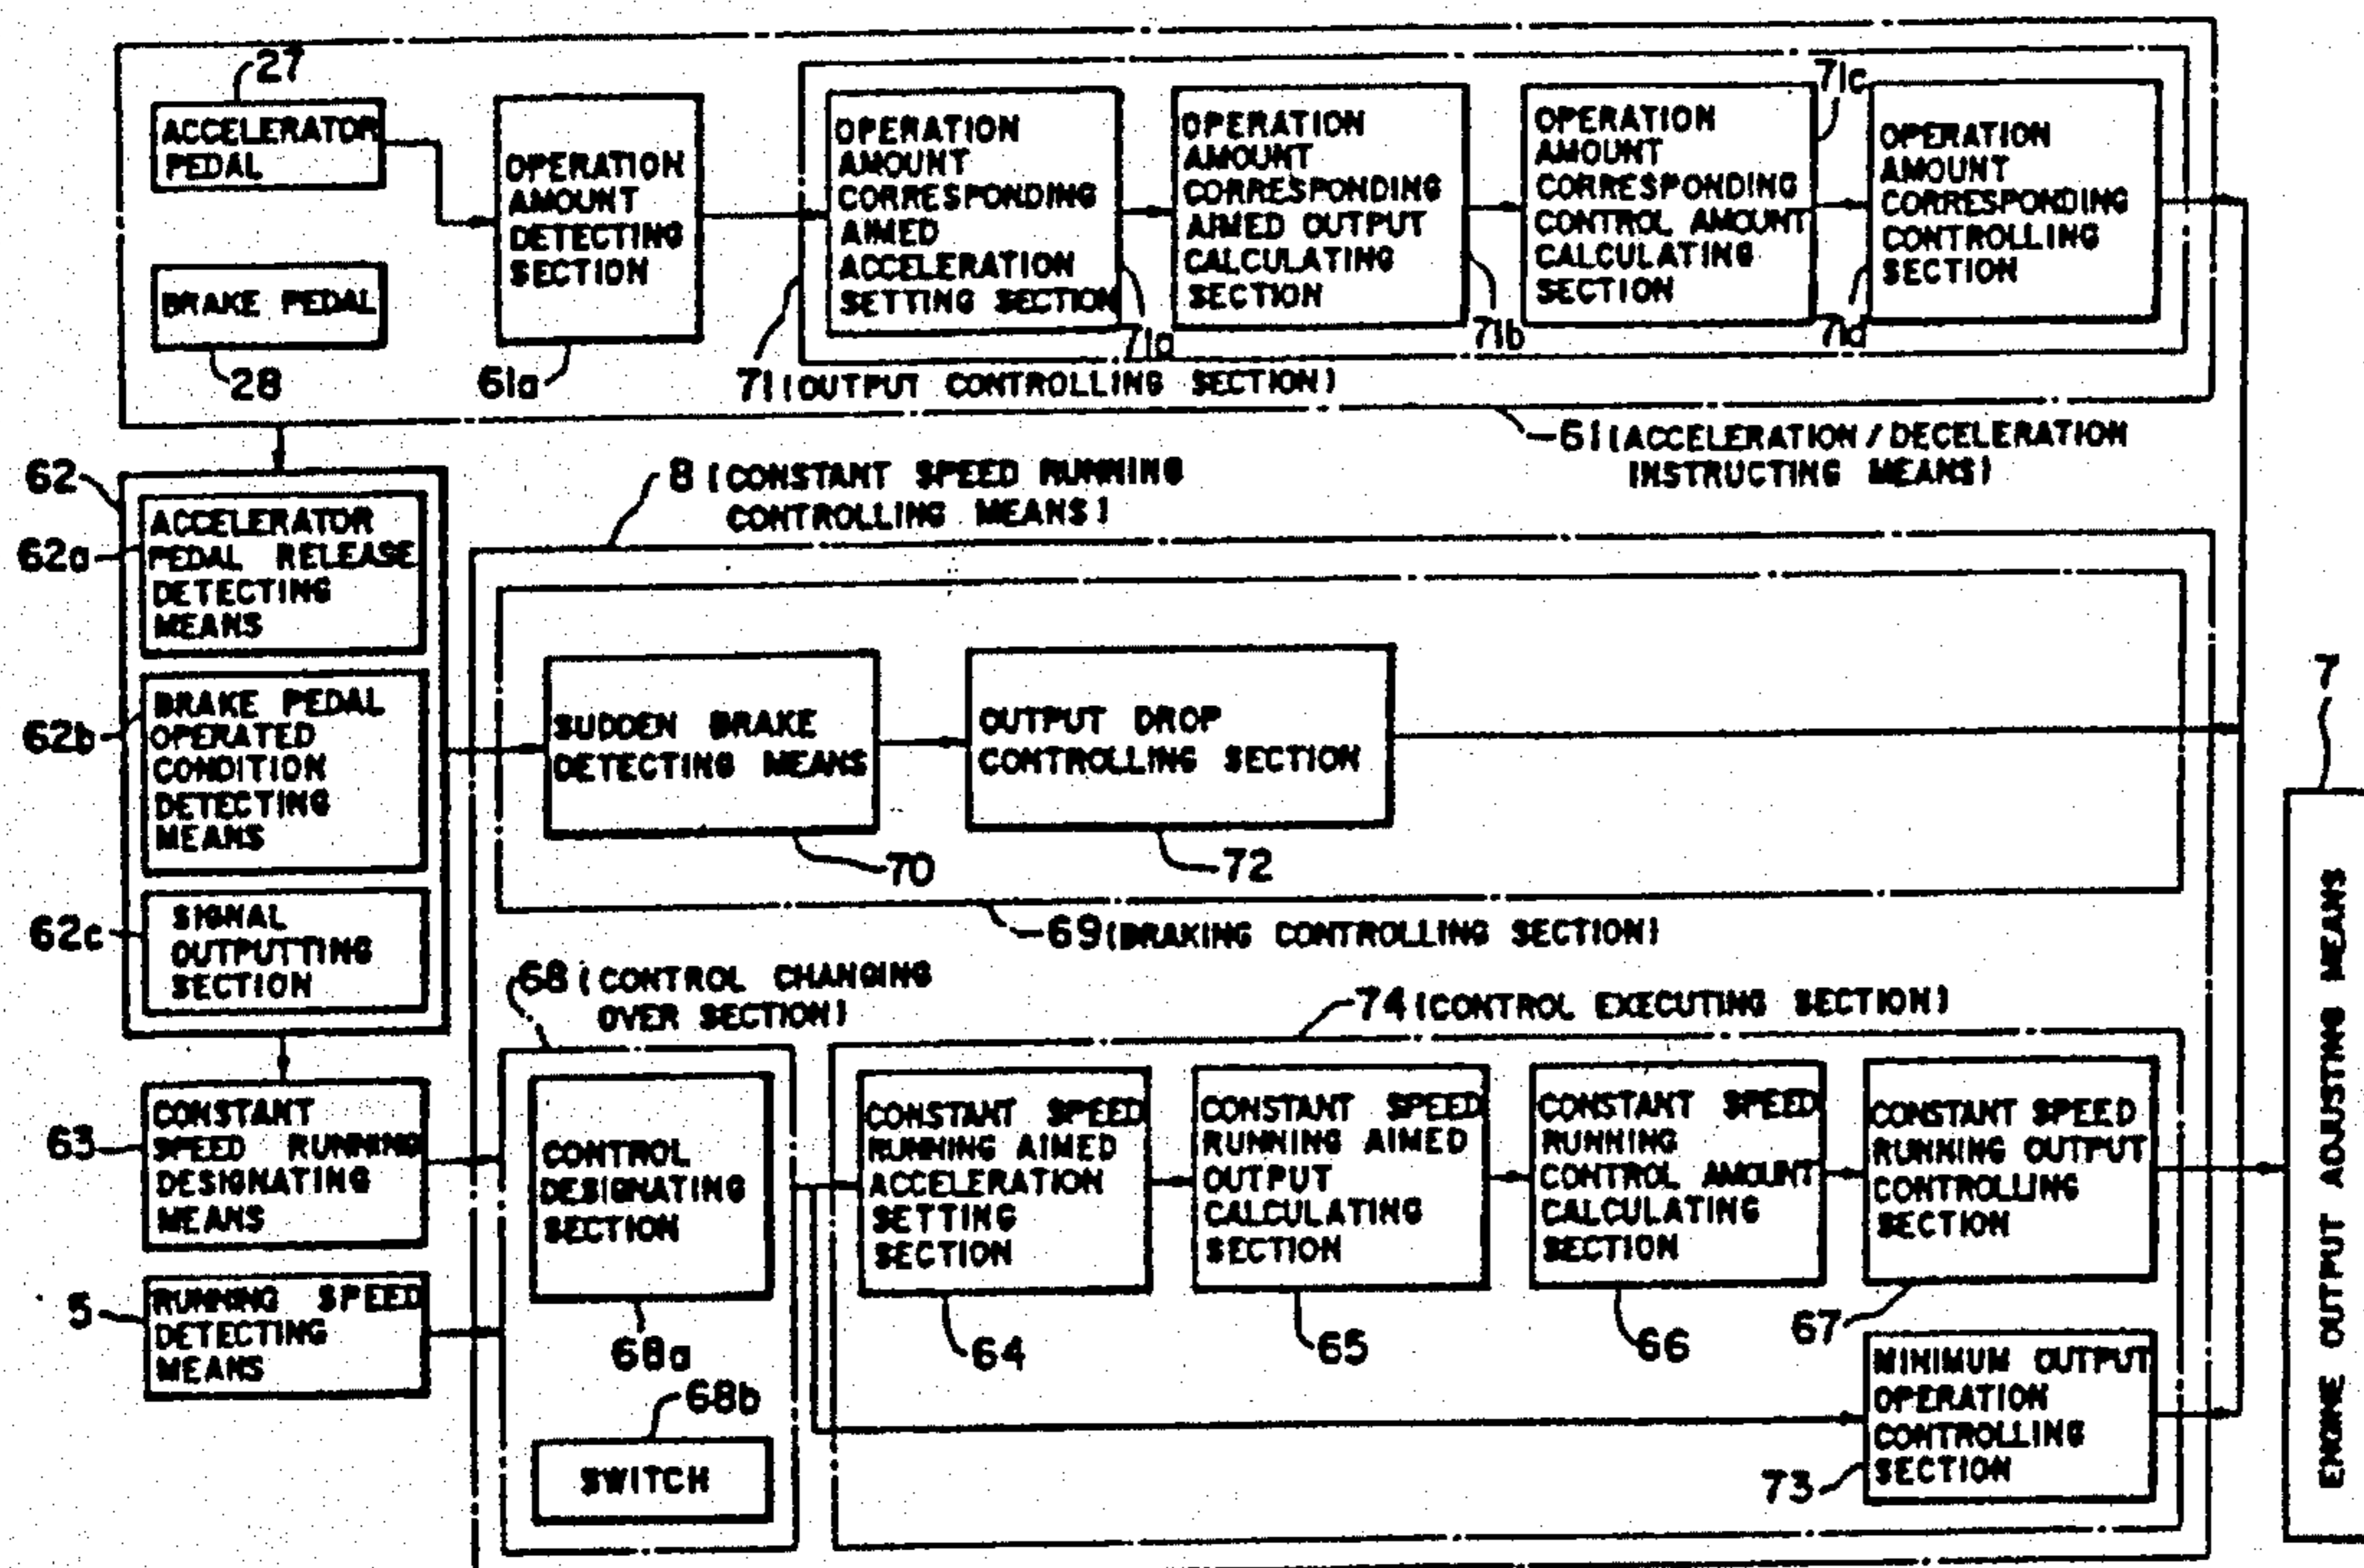 27
ACCELERATOR
PEDAL
BRAKE PEDAL
28
OPERATION
AMOUNT
DETECTING
SECTION
61a
OPERATION
AMOUNT
CORRESPONDING
AIMED
ACCELERATION
SETTING SECTION
71a
OPERATION
AMOUNT
CORRESPONDING
AIMED OUTPUT
CALCULATING
SECTION
71b
OPERATION
AMOUNT
CORRESPONDING
CONTROL AMOUNT
CALCULATING
SECTION
71c
OPERATION
AMOUNT
CORRESPONDING
CONTROLLING
SECTION
71d
71 (OUTPUT CONTROLLING SECTION)
61 (ACCELERATION / DECELERATION
INSTRUCTING MEANS)
62
62a
ACCELERATOR
PEDAL RELEASE
DETECTING
MEANS
62b
BRAKE PEDAL
OPERATED
CONDITION
DETECTING
MEANS
62c
SIGNAL
OUTPUTTING
SECTION
8 (CONSTANT SPEED RUNNING
CONTROLLING MEANS)
SUDDEN BRAKE
DETECTING MEANS
70
OUTPUT DROP
CONTROLLING SECTION
72
69 (BRAKING CONTROLLING SECTION)
7
ENGINE OUTPUT ADJUSTING MEANS
63
CONSTANT
SPEED RUNNING
DESIGNATING
MEANS
5
RUNNING SPEED
DETECTING
MEANS
68 (CONTROL CHANGING
OVER SECTION)
CONTROL
DESIGNATING
SECTION
68a
68b
SWITCH
74 (CONTROL EXECUTING SECTION)
CONSTANT SPEED
RUNNING AIMED
ACCELERATION
SETTING
SECTION
64
CONSTANT SPEED
RUNNING AIMED
OUTPUT
CALCULATING
SECTION
65
CONSTANT SPEED
RUNNING
CONTROL AMOUNT
CALCULATING
SECTION
66
CONSTANT SPEED
RUNNING OUTPUT
CONTROLLING
SECTION
67
MINIMUM OUTPUT
OPERATION
CONTROLLING
SECTION
73